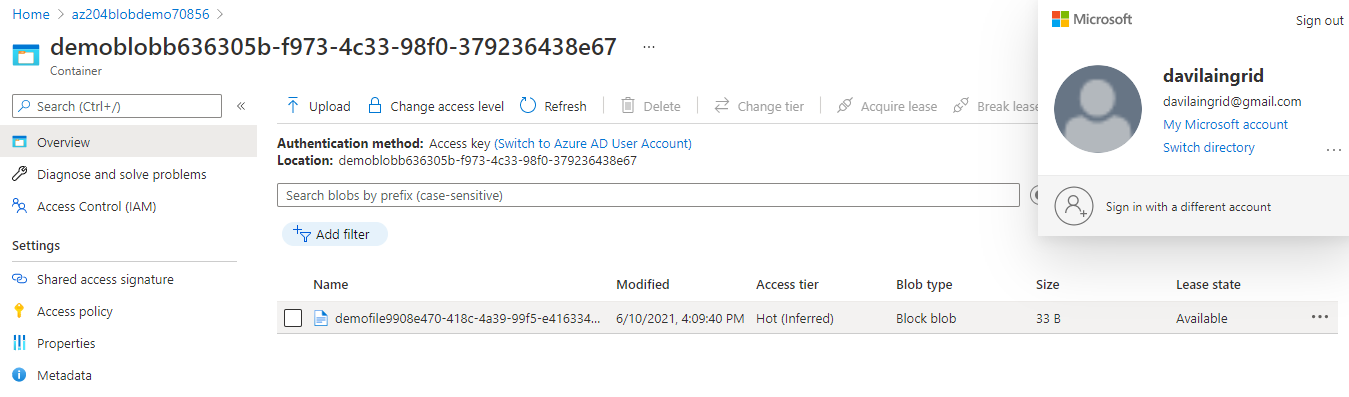 Home > az204blobdemo70856 >
demoblobb636305b-f973-4c33-98f0-379236438e67 ...
Container
Search (Ctrl+/)
«
Overview
Diagnose and solve problems
Access Control (IAM)
Settings
Shared access signature
Access policy
Properties
Metadata
Upload Change access level Refresh Delete Change tier Acquire lease Break lease
Authentication method: Access key (Switch to Azure AD User Account)
Location: demoblobb636305b-f973-4c33-98f0-379236438e67
Search blobs by prefix (case-sensitive)
Add filter
Name Modified Access tier Blob type Size Lease state
demofile9908e470-418c-4a39-99f5-e416334... 6/10/2021, 4:09:40 PM Hot (Inferred) Block blob 33 B Available ...
Microsoft Sign out
davilaingrid
davilaingrid@gmail.com
My Microsoft account
Switch directory ...
Sign in with a different account